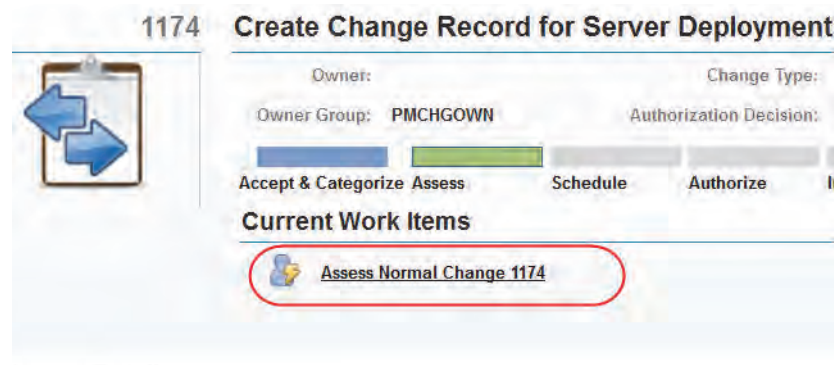 1174 Create Change Record for Server Deployment
Owner: Change Type:
Owner Group: PMCHGOWN Authorization Decision:
Accept & Categorize Assess Schedule Authorize
Current Work Items
Assess Normal Change 1174